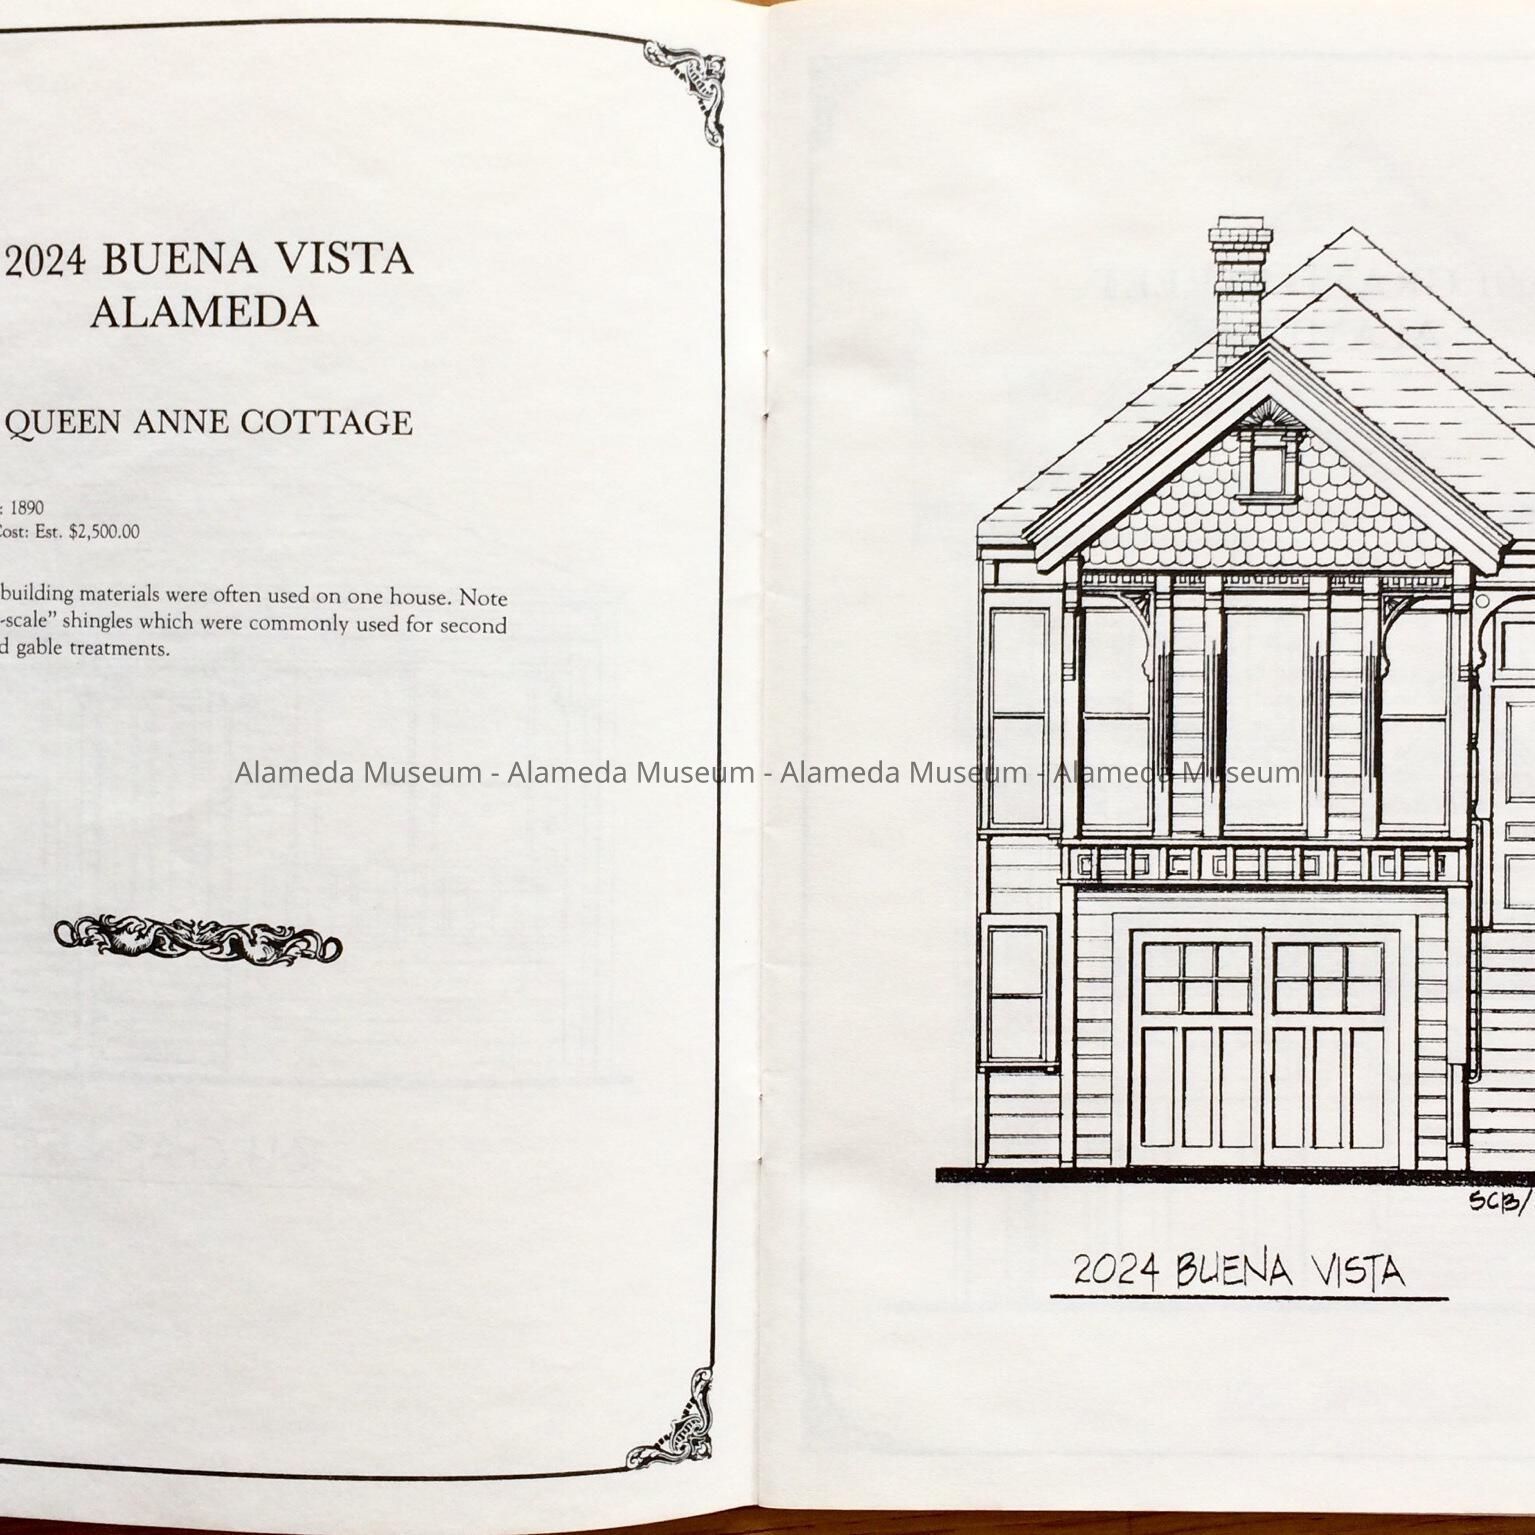 2024 BUENA VISTA
ALAMEDA
QUEEN ANNE COTTAGE
: 1890
Cost: Est. $2,500.00
building materials were often used on one house. Note
-scale” shingles which were commonly used for second
d gable treatments.
Alameda Museum - Alameda Museum - Alameda Museum - Alameda Museum
SCB/
2024 BUENA VISTA